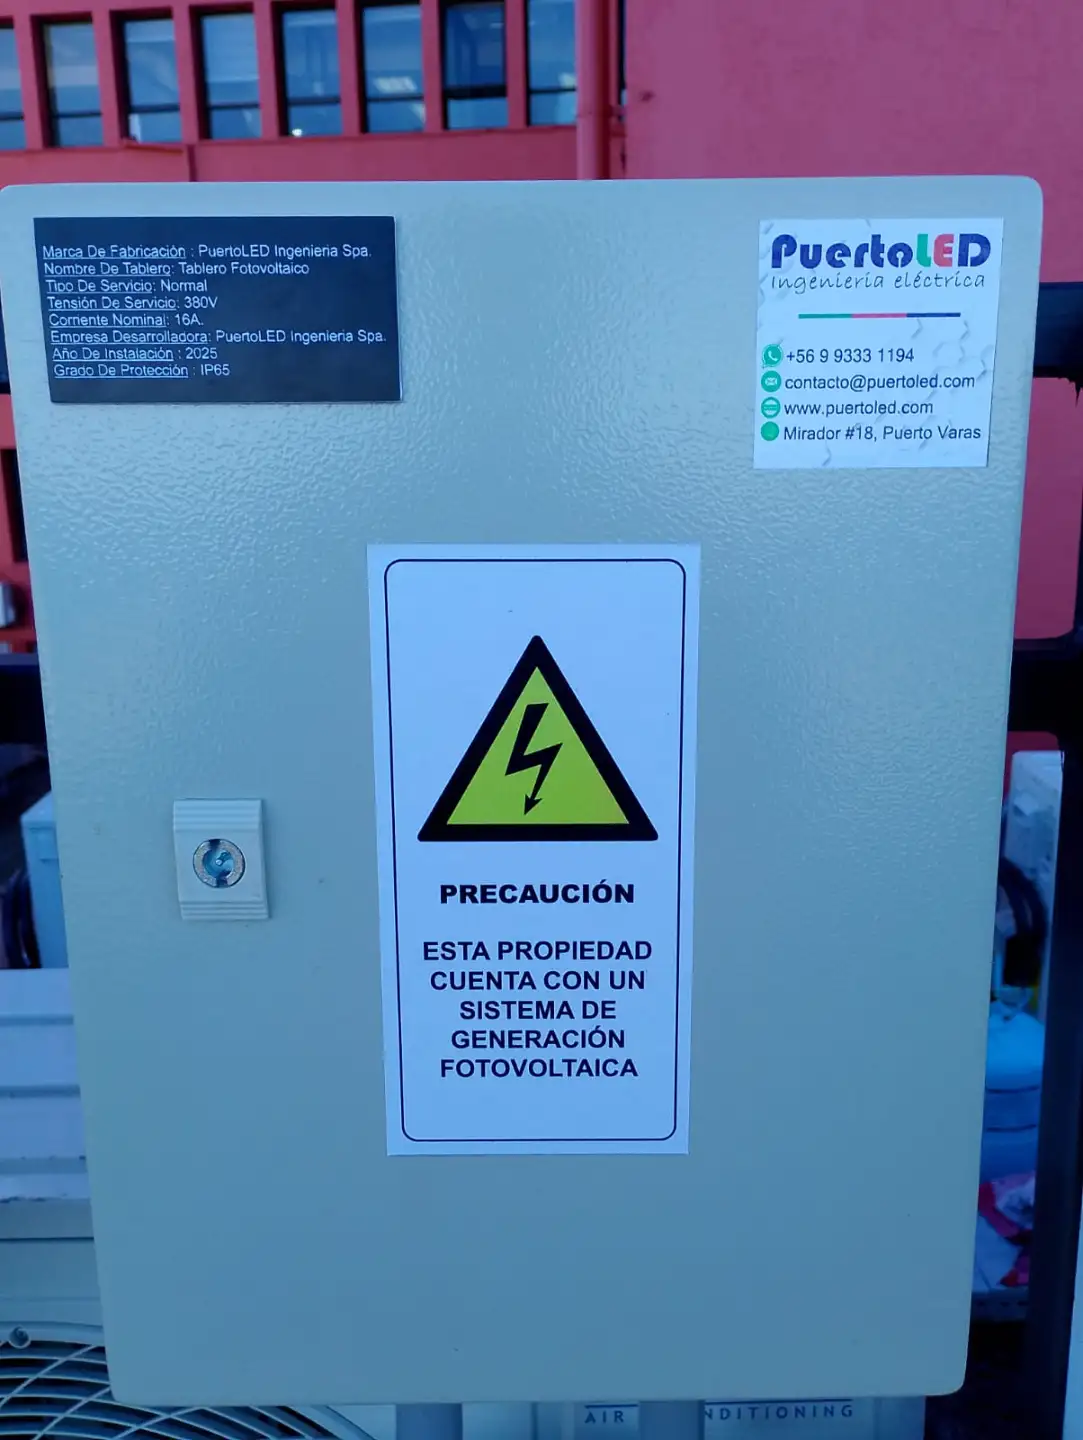 Marca De Fabricación : PuertoLED Ingenieria Spa.
Nombre De Tablero: Tablero Fotovoltaico
Tipo De Servicio: Normal
Tensión De Servicio: 380V
Corriente Nominal: 16A.
Empresa Desarrolladora: PuertoLED Ingenieria Spa.
Año De Instalación : 2025
Grado De Protección : IP65
PuertoLED
Ingeniería eléctrica
+56 9 9333 1194
contacto@puertoled.com
www.puertoled.com
Mirador #18, Puerto Varas
PRECAUCIÓN
ESTA PROPIEDAD
CUENTA CON UN
SISTEMA DE
GENERACIÓN
FOTOVOLTAICA
AIR NDITIONING